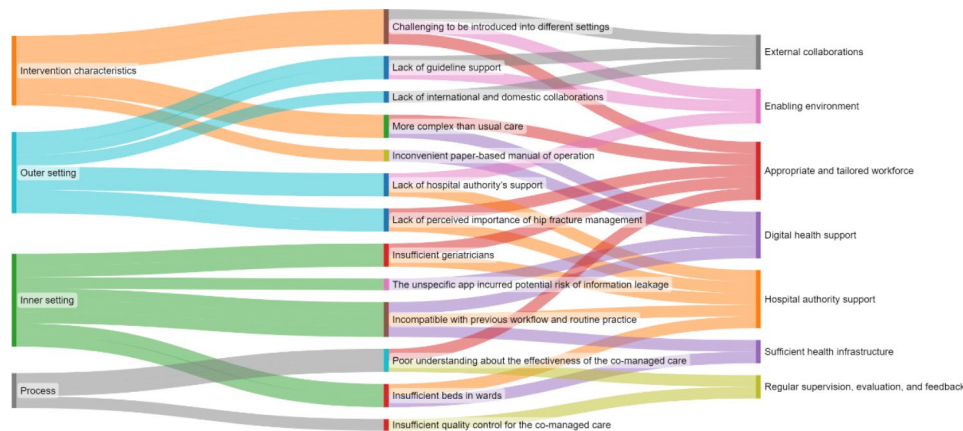 Intervention characteristics
Outer setting
Inner setting
Process
Challenging to be introduced into different settings
Lack of guideline support
Lack of international and domestic collaborations
More complex than usual care
Inconvenient paper-based manual of operation
Lack of hospital authority's support
Lack of perceived importance of hip fracture management
Insufficient geriatricians
The unspecific app incurred potential risk of information leakage
Incompatible with previous workflow and routine practice
Poor understanding about the effectiveness of the co-managed care
Insufficient beds in wards
Insufficient quality control for the co-managed care
External collaborations
Enabling environment
Appropriate and tailored workforce
Digital health support
Hospital authority support
Sufficient health infrastructure
Regular supervision, evaluation, and feedback